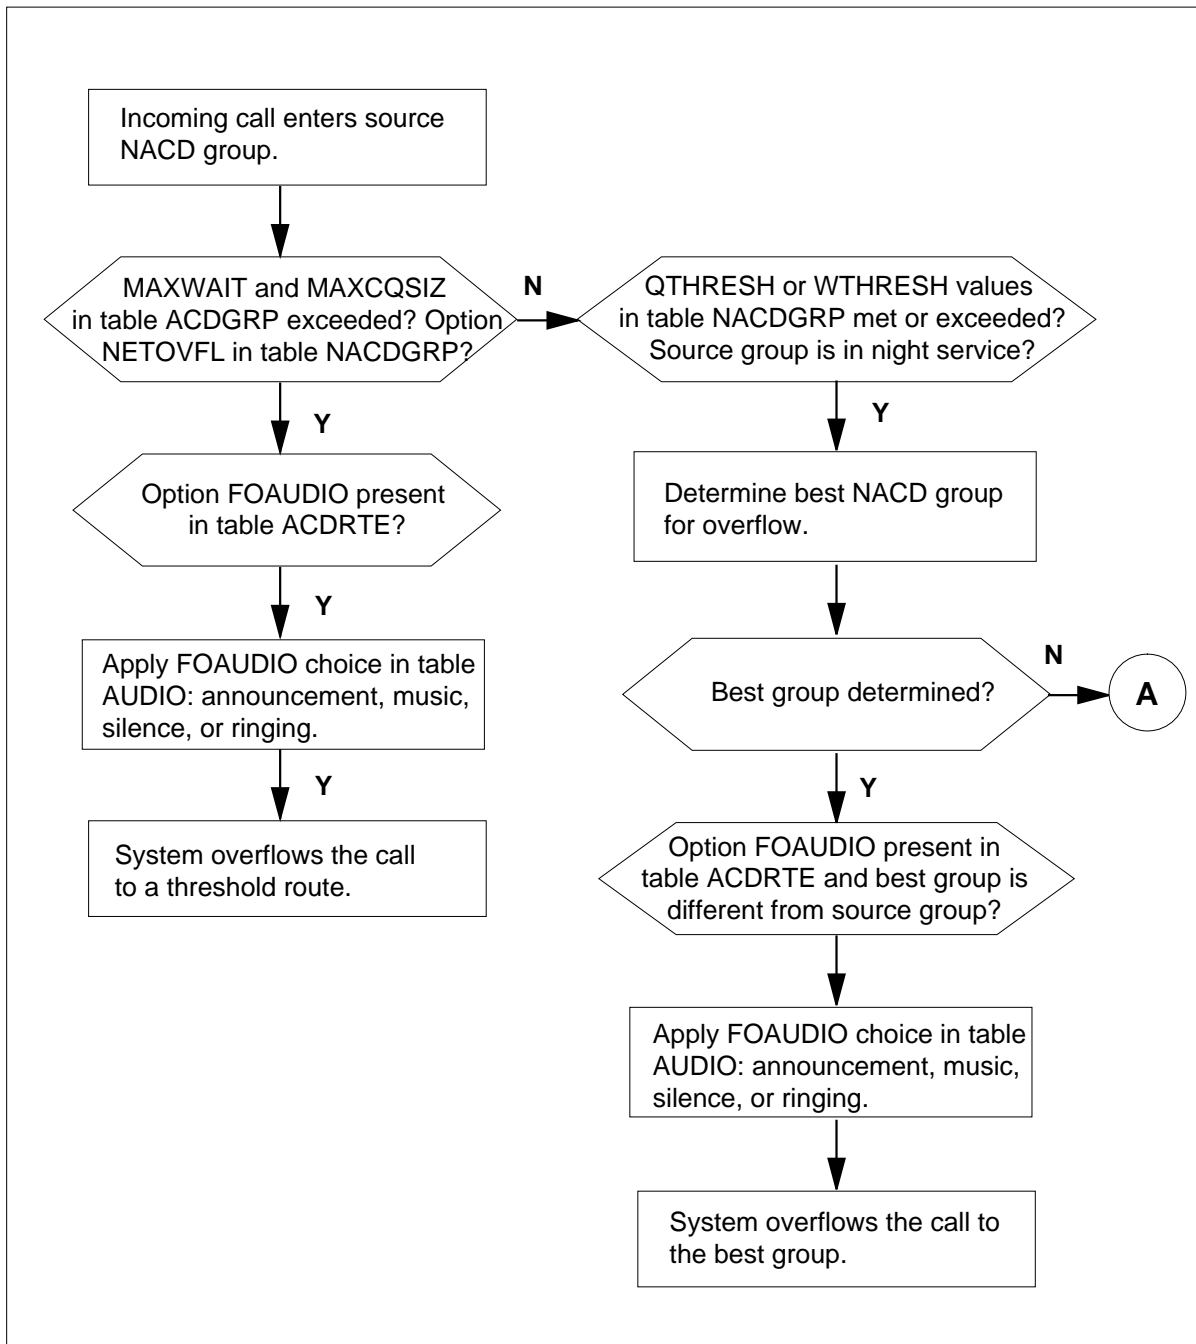 Incoming call enters source
NACD group.
MAXWAIT and MAXCQSIZ
in table ACDGRP exceeded? Option
NETOVFL in table NACDGRP?
N
QTHRESH or WTHRESH values
in table NACDGRP met or exceeded?
Source group is in night service?
Y
Y
Option FOAUDIO present
in table ACDRTE?
Determine best NACD group
for overflow.
Y
Apply FOAUDIO choice in table
AUDIO: announcement, music,
silence, or ringing.
Best group determined?
N
A
Y
Y
System overflows the call
to a threshold route.
Option FOAUDIO present in
table ACDRTE and best group is
different from source group?
Apply FOAUDIO choice in table
AUDIO: announcement, music,
silence, or ringing.
System overflows the call to
the best group.